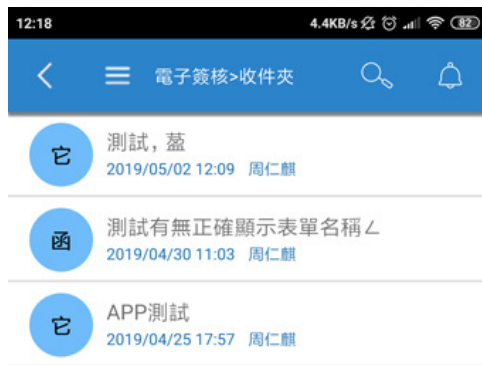 12:18 4.4KB/s 82
電子簽核>收件夾
它 測試, 薀
2019/05/02 12:09 周仁麒
函 測試有無正確顯示表單名稱ㄥ
2019/04/30 11:03 周仁麒
它 APP測試
2019/04/25 17:57 周仁麒